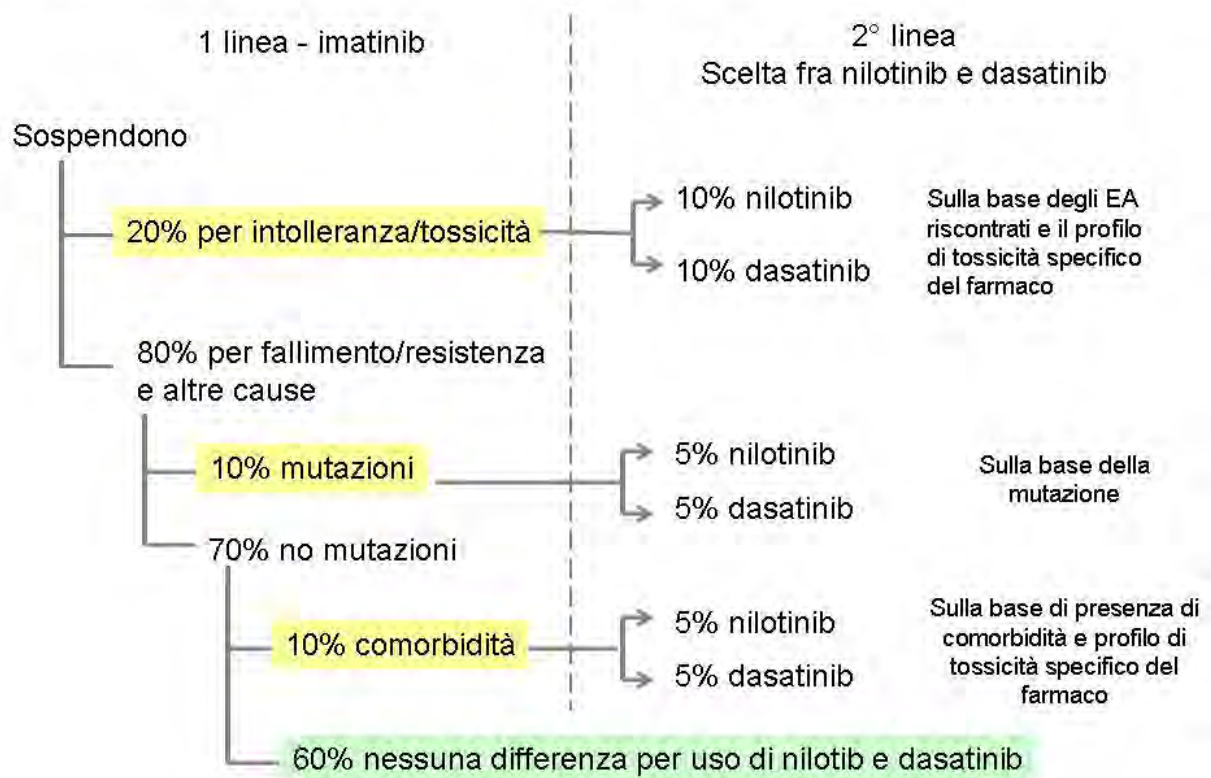 1 linea - imatinib
2° linea
Scelta fra nilotinib e dasatinib
Sospendono
20% per intolleranza/tossicità
10% nilotinib
10% dasatinib
Sulla base degli EA
riscontrati e il profilo
di tossicità specifico
del farmaco
80% per fallimento/resistenza
e altre cause
10% mutazioni
5% nilotinib
5% dasatinib
Sulla base della
mutazione
70% no mutazioni
10% comorbidità
5% nilotinib
5% dasatinib
Sulla base di presenza di
comorbidità e profilo di
tossicità specifico del
farmaco
60% nessuna differenza per uso di nilotib e dasatinib